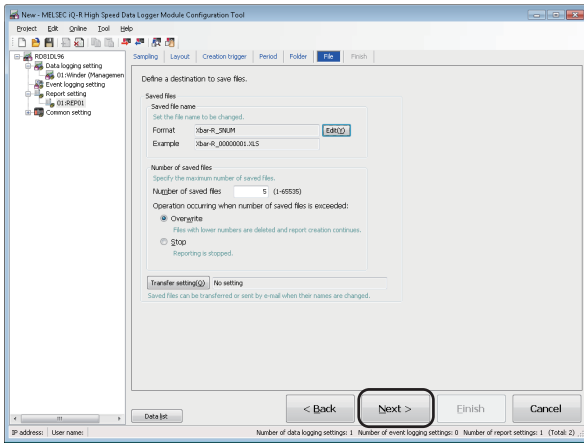 New - MELSEC iQ-R High Speed Data Logger Module Configuration Tool
Project Edit Online Tool Help
RD81DL96
Data logging setting
01:Winder (Managemen
Event logging setting
Report setting
01:REP01
Common setting
Sampling Layout Creation trigger Period Folder File Finish
Define a destination to save files.
Saved files
Saved file name
Set the file name to be changed.
Format Xbar-R_SNUM Edit(Y)
Example Xbar-R_00000001.XLS
Number of saved files
Specify the maximum number of saved files.
Number of saved files 5 (1-65535)
Operation occurring when number of saved files is exceeded:
Overwrite
Files with lower numbers are deleted and report creation continues.
Stop
Reporting is stopped.
Transfer setting(Q) No setting
Saved files can be transferred or sent by e-mail when their names are changed.
Data list < Back Next > Finish Cancel
IP address: User name: Number of data logging settings: 1 Number of event logging settings: 0 Number of report settings: 1 (Total: 2)